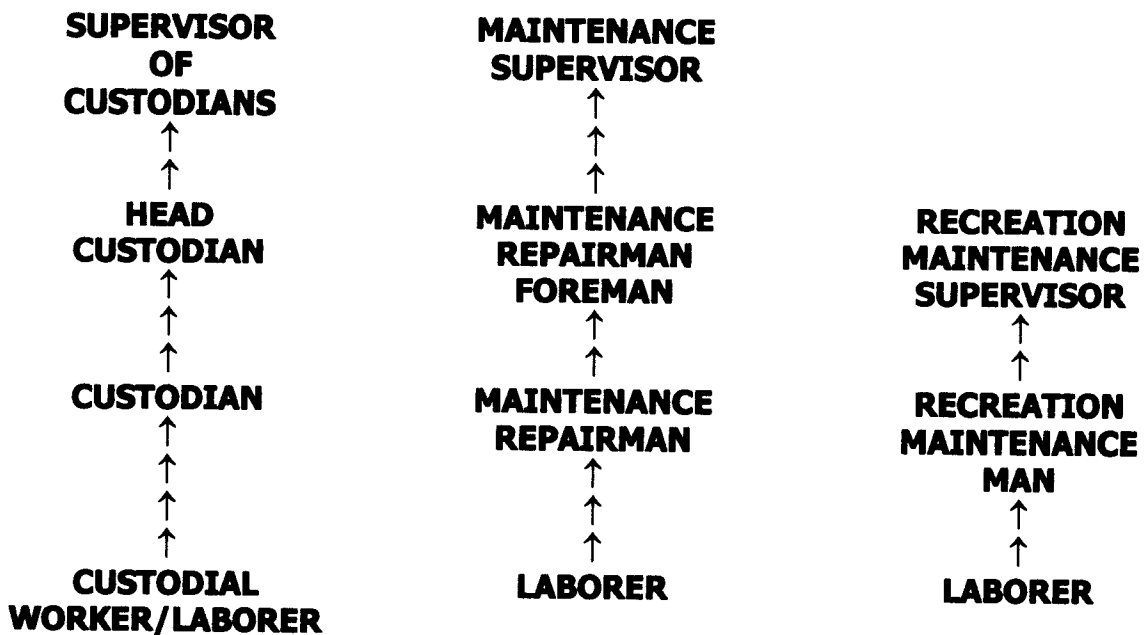 SUPERVISOR
OF
CUSTODIANS
HEAD
CUSTODIAN
CUSTODIAN
CUSTODIAL
WORKER/LABORER
MAINTENANCE
SUPERVISOR
MAINTENANCE
REPAIRMAN
FOREMAN
MAINTENANCE
REPAIRMAN
LABORER
RECREATION
MAINTENANCE
SUPERVISOR
RECREATION
MAINTENANCE
MAN
LABORER